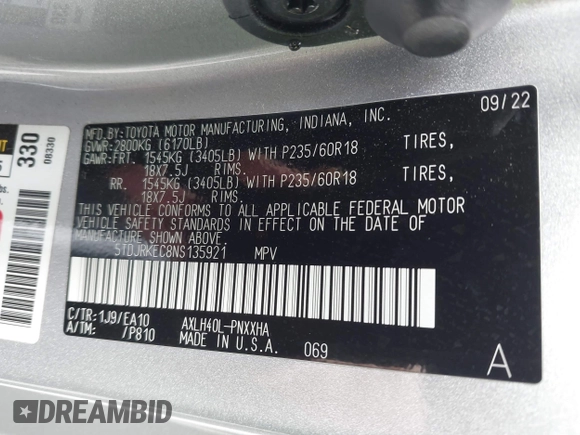 09/22
MFD.BY:TOYOTA MOTOR MANUFACTURING, INDIANA, INC.
GVWR:2800KG (6170LB)
GAWR:FRT. 1545KG (3405LB) WITH P235/60R18 TIRES,
18X7.5J RIMS.
RR. 1545KG (3405LB) WITH P235/60R18 TIRES,
18X7.5J RIMS.
THIS VEHICLE CONFORMS TO ALL APPLICABLE FEDERAL MOTOR
VEHICLE SAFETY STANDARDS IN EFFECT ON THE DATE OF
MANUFACTURE SHOWN ABOVE.
5TDJRKEC8NS135921 MPV
C/TR:1J9/EA10 AXLH40L-PNXXHA
A/TM: /P810 MADE IN U.S.A. 069
A
330
08330
DREAMBID